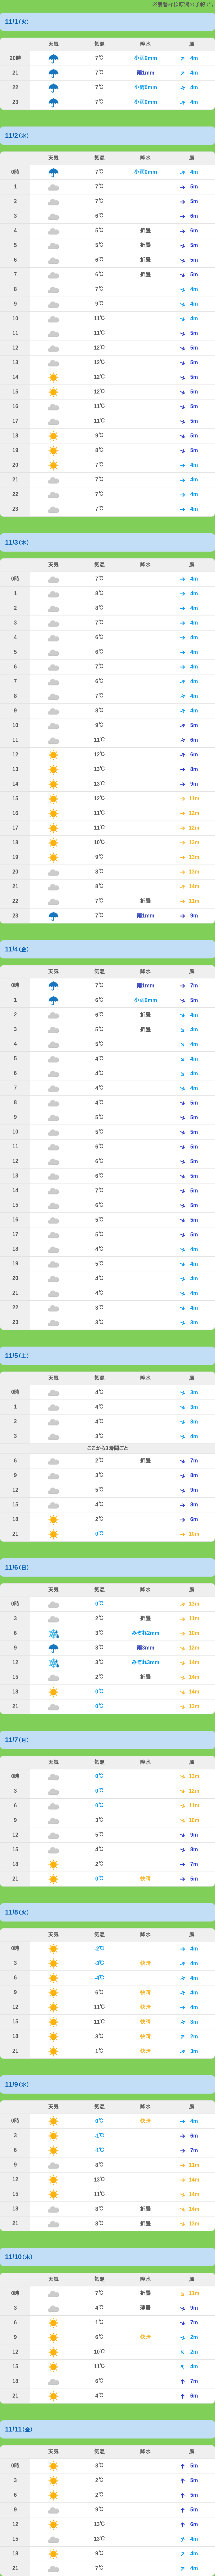 ※裏磐梯桧原湖の予報です
11/1(火)
天気 気温 降水 風
20時 7℃ 小雨0mm 4m
21 7℃ 雨1mm 4m
22 7℃ 小雨0mm 4m
23 7℃ 小雨0mm 4m
11/2(水)
天気 気温 降水 風
0時 7℃ 小雨0mm 4m
1 7℃ 5m
2 7℃ 5m
3 6℃ 6m
4 5℃ 折曇 6m
5 5℃ 折曇 5m
6 6℃ 折曇 5m
7 6℃ 折曇 5m
8 7℃ 4m
9 9℃ 4m
10 11℃ 4m
11 11℃ 5m
12 12℃ 5m
13 12℃ 5m
14 12℃ 5m
15 12℃ 5m
16 11℃ 5m
17 11℃ 5m
18 9℃ 5m
19 8℃ 5m
20 7℃ 4m
21 7℃ 4m
22 7℃ 4m
23 7℃ 4m
11/3(木)
天気 気温 降水 風
0時 7℃ 4m
1 8℃ 4m
2 8℃ 4m
3 7℃ 4m
4 6℃ 4m
5 6℃ 4m
6 7℃ 4m
7 6℃ 4m
8 7℃ 4m
9 8℃ 4m
10 9℃ 5m
11 11℃ 6m
12 12℃ 6m
13 13℃ 8m
14 13℃ 9m
15 12℃ 11m
16 11℃ 12m
17 11℃ 12m
18 10℃ 13m
19 9℃ 13m
20 8℃ 13m
21 8℃ 14m
22 7℃ 折曇 11m
23 7℃ 雨1mm 9m
11/4(金)
天気 気温 降水 風
0時 7℃ 雨1mm 7m
1 6℃ 小雨0mm 5m
2 6℃ 折曇 4m
3 5℃ 折曇 4m
4 5℃ 4m
5 4℃ 4m
6 4℃ 4m
7 4℃ 4m
8 4℃ 5m
9 5℃ 5m
10 5℃ 5m
11 6℃ 5m
12 6℃ 5m
13 6℃ 5m
14 7℃ 5m
15 6℃ 5m
16 5℃ 5m
17 5℃ 5m
18 4℃ 4m
19 5℃ 4m
20 4℃ 4m
21 4℃ 4m
22 3℃ 4m
23 3℃ 3m
11/5(土)
天気 気温 降水 風
0時 4℃ 3m
1 4℃ 3m
2 4℃ 3m
3 3℃ 4m
ここから3時間ごと
6 2℃ 折曇 7m
9 3℃ 8m
12 5℃ 9m
15 4℃ 8m
18 2℃ 6m
21 0℃ 10m
11/6(日)
天気 気温 降水 風
0時 0℃ 13m
3 2℃ 折曇 11m
6 3℃ みぞれ2mm 10m
9 3℃ 雨3mm 12m
12 3℃ みぞれ3mm 14m
15 2℃ 折曇 14m
18 0℃ 14m
21 0℃ 13m
11/7(月)
天気 気温 降水 風
0時 0℃ 13m
3 0℃ 12m
6 0℃ 11m
9 3℃ 10m
12 5℃ 9m
15 4℃ 8m
18 2℃ 7m
21 0℃ 快晴 5m
11/8(火)
天気 気温 降水 風
0時 -2℃ 4m
3 -3℃ 快晴 4m
6 -4℃ 4m
9 6℃ 快晴 4m
12 11℃ 快晴 4m
15 11℃ 快晴 3m
18 3℃ 快晴 2m
21 1℃ 快晴 3m
11/9(水)
天気 気温 降水 風
0時 0℃ 快晴 4m
3 -1℃ 6m
6 -1℃ 7m
9 8℃ 11m
12 13℃ 14m
15 11℃ 14m
18 8℃ 折曇 14m
21 8℃ 折曇 13m
11/10(木)
天気 気温 降水 風
0時 7℃ 折曇 11m
3 4℃ 薄曇 9m
6 1℃ 7m
9 6℃ 快晴 2m
12 10℃ 2m
15 11℃ 4m
18 6℃ 7m
21 4℃ 6m
11/11(金)
天気 気温 降水 風
0時 3℃ 5m
3 2℃ 5m
6 2℃ 5m
9 9℃ 5m
12 13℃ 6m
15 13℃ 4m
18 9℃ 4m
21 7℃ 4m